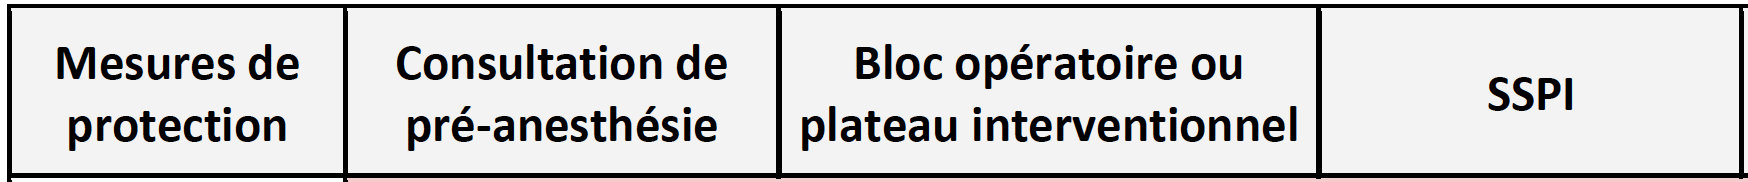 Mesures de
protection
Consultation de
pré-anesthésie
Bloc opératoire ou
plateau interventionnel
SSPI